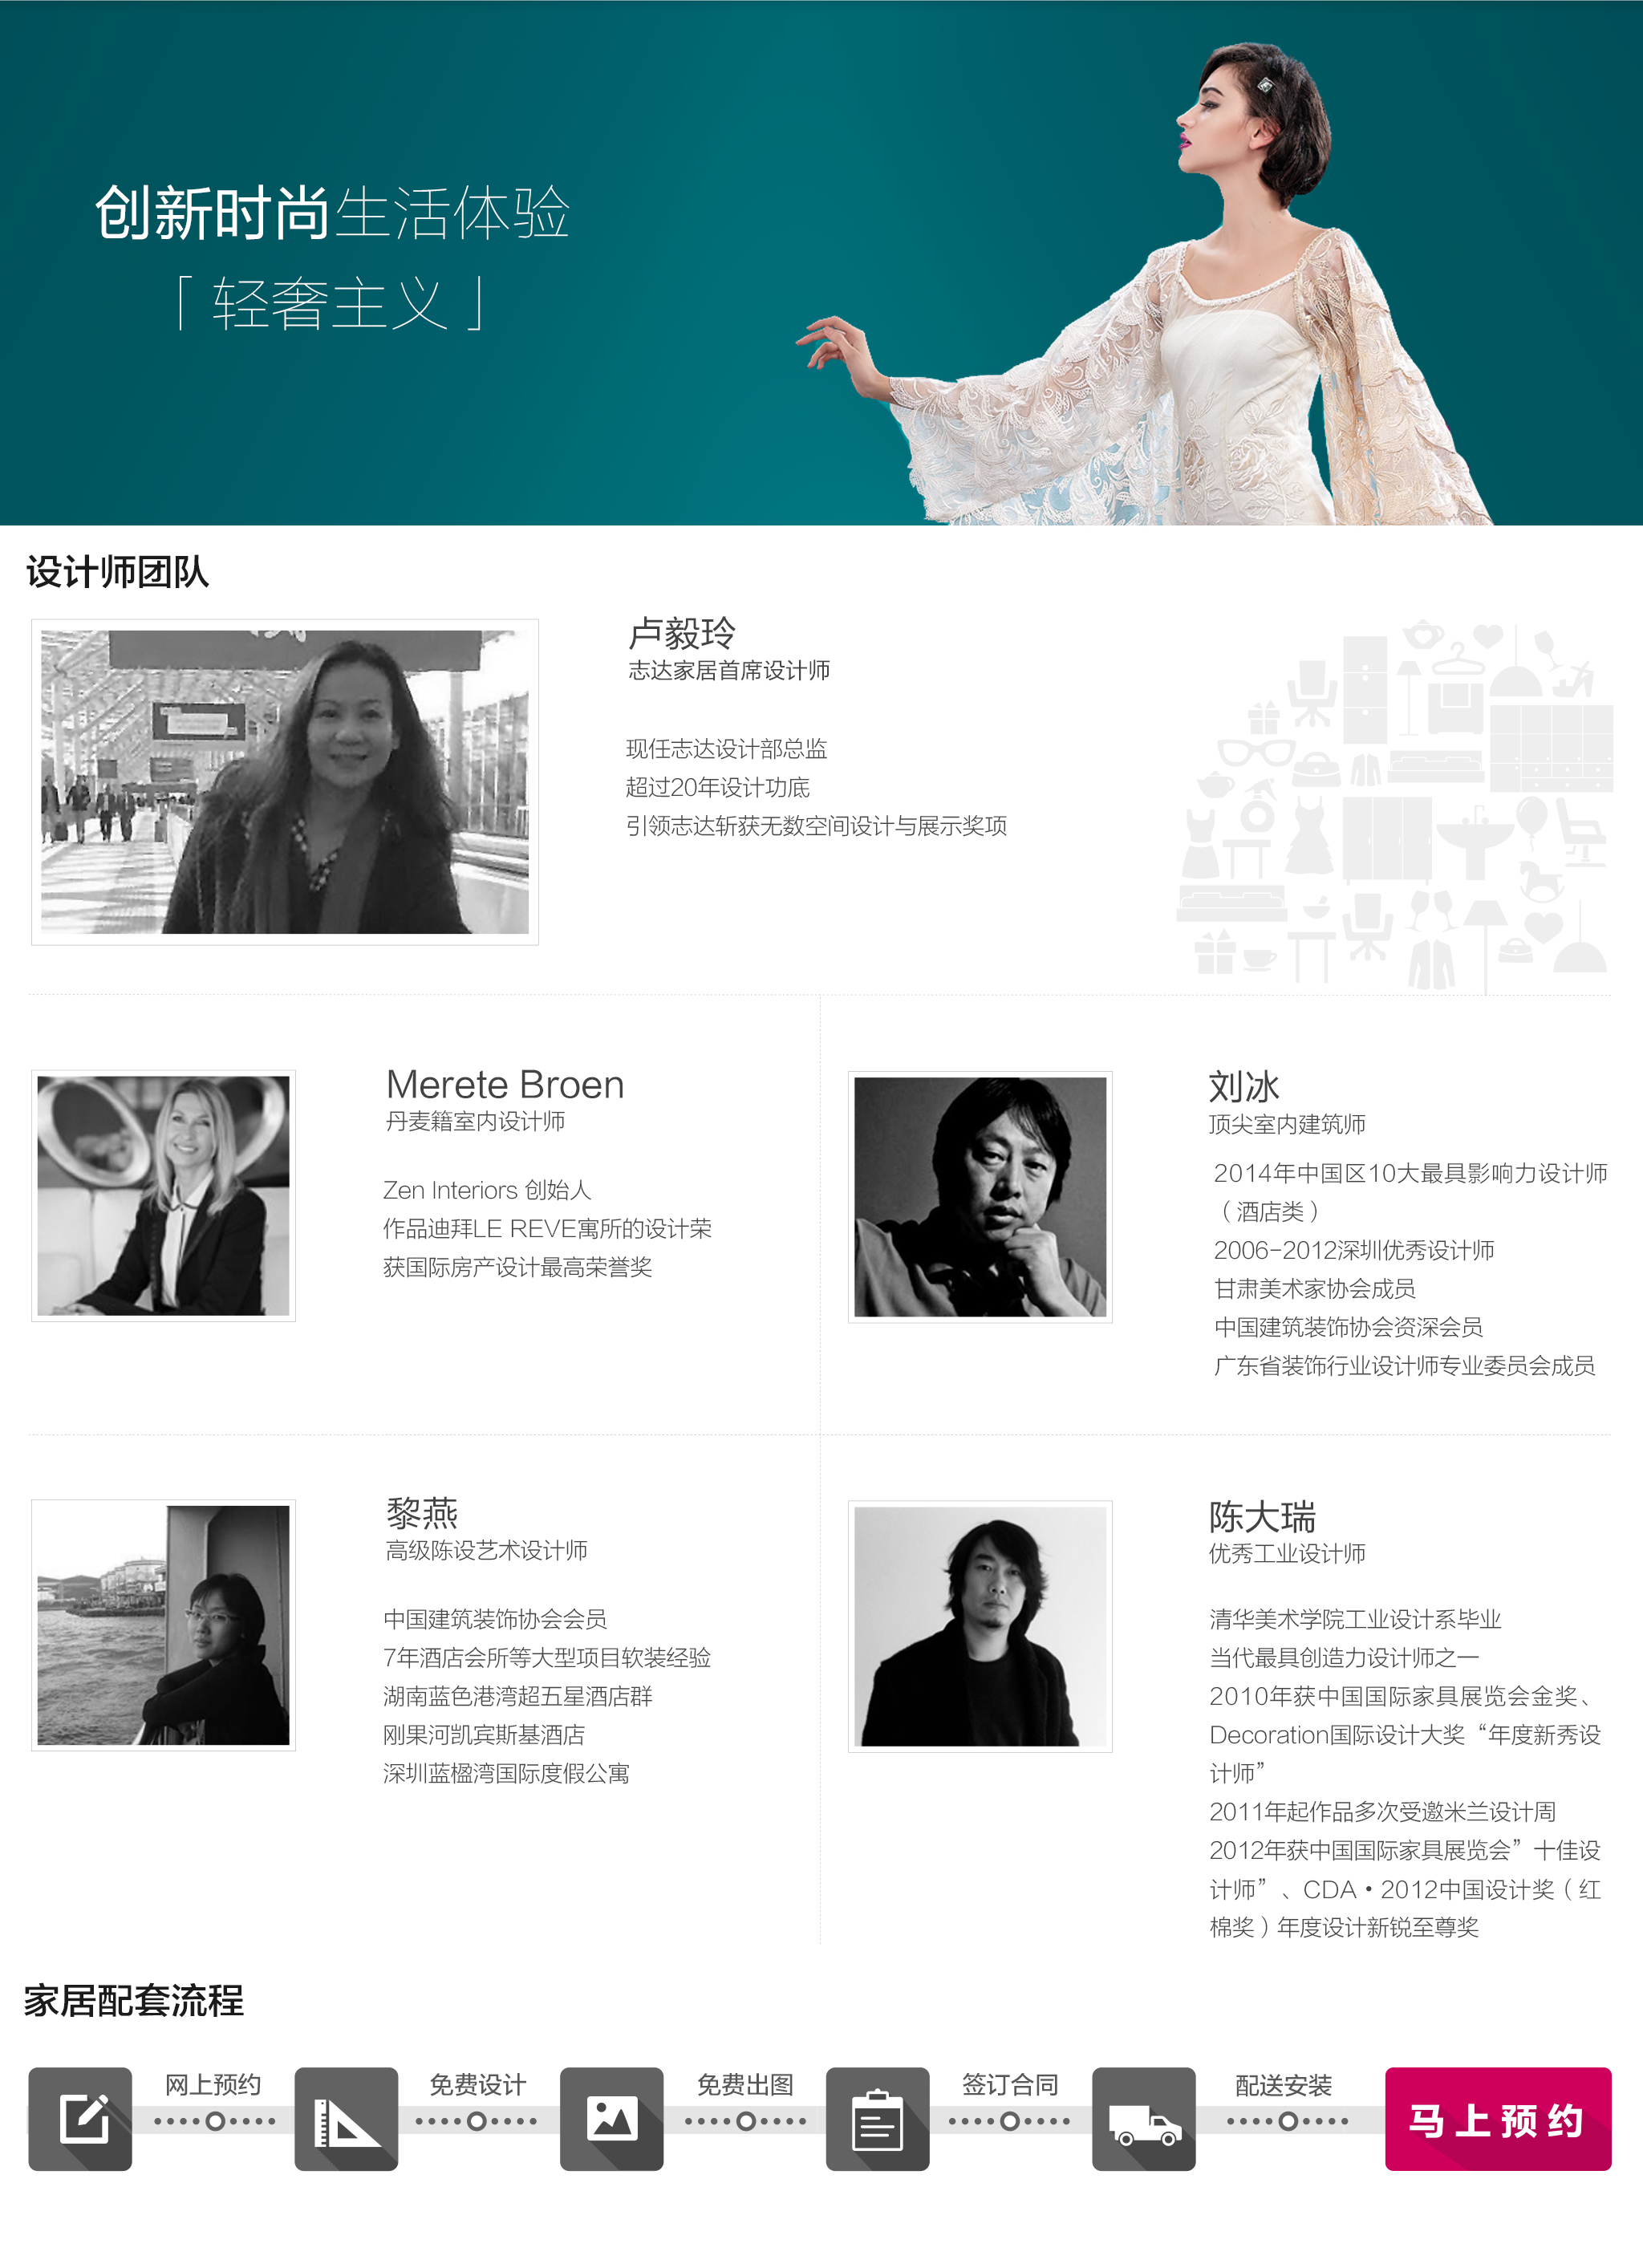 创新时尚生活体验
「轻奢主义」
设计师团队
卢毅玲
志达家居首席设计师
现任志达设计部总监
超过20年设计功底
引领志达斩获无数空间设计与展示奖项
Merete Broen
丹麦籍室内设计师
Zen Interiors 创始人
作品迪拜LE REVE寓所的设计荣
获国际房产设计最高荣誉奖
刘冰
顶尖室内建筑师
2014年中国区10大最具影响力设计师
（酒店类）
2006-2012深圳优秀设计师
甘肃美术家协会成员
中国建筑装饰协会资深会员
广东省装饰行业设计师专业委员会成员
黎燕
高级陈设艺术设计师
中国建筑装饰协会会员
7年酒店会所等大型项目软装经验
湖南蓝色港湾超五星酒店群
刚果河凯宾斯基酒店
深圳蓝楹湾国际度假公寓
陈大瑞
优秀工业设计师
清华美术学院工业设计系毕业
当代最具创造力设计师之一
2010年获中国国际家具展览会金奖、
Decoration国际设计大奖“年度新秀设
计师”
2011年起作品多次受邀米兰设计周
2012年获中国国际家具展览会”十佳设
计师”、CDA•2012中国设计奖（红
棉奖）年度设计新锐至尊奖
家居配套流程
网上预约
免费设计
免费出图
签订合同
配送安装
马上预约